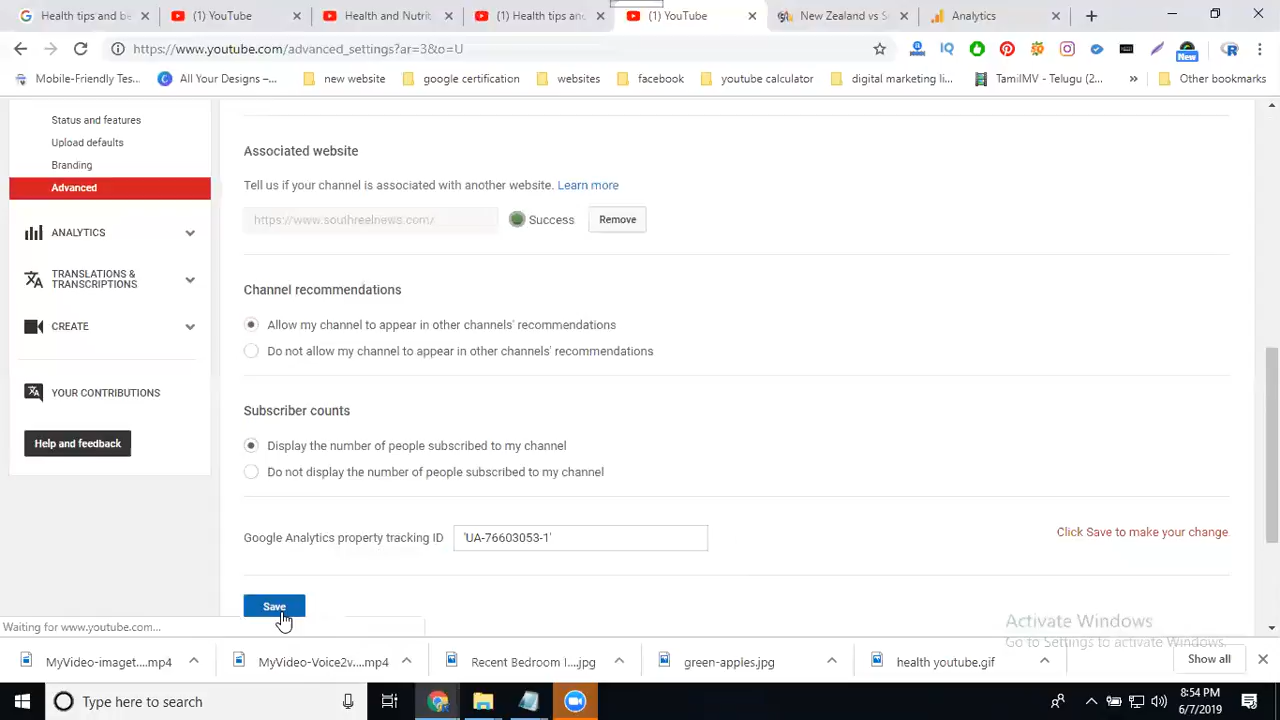 (1) YouTube
Google tips and be
(1) YouTube
Health and Nutrit
Health tips and
(1) YouTube
New Zealand vs S
Analytics
https://www.youtube.com/advanced_settings?ar=3&o=U
New
Mobile-Friendly Tes...
All Your Designs –...
new website
google certification
websites
facebook
youtube calculator
digital marketing li...
TamilMV - Telugu (2...
Other bookmarks
Status and features
Upload defaults
Branding
Advanced
ANALYTICS
TRANSLATIONS &
TRANSCRIPTIONS
CREATE
YOUR CONTRIBUTIONS
Help and feedback
Associated website
Tell us if your channel is associated with another website. Learn more
https://www.southreelnews.com/ Success Remove
Channel recommendations
Allow my channel to appear in other channels' recommendations
Do not allow my channel to appear in other channels' recommendations
Subscriber counts
Display the number of people subscribed to my channel
Do not display the number of people subscribed to my channel
Google Analytics property tracking ID 'UA-76603053-1' Click Save to make your change
Save
Waiting for www.youtube.com...
Activate Windows
Go to Settings to activate Windows.
MyVideo-imaget....mp4
MyVideo-Voice2v....mp4
Recent Bedroom I....jpg
green-apples.jpg
health youtube.gif
Show all
Type here to search
8:54 PM
6/7/2019